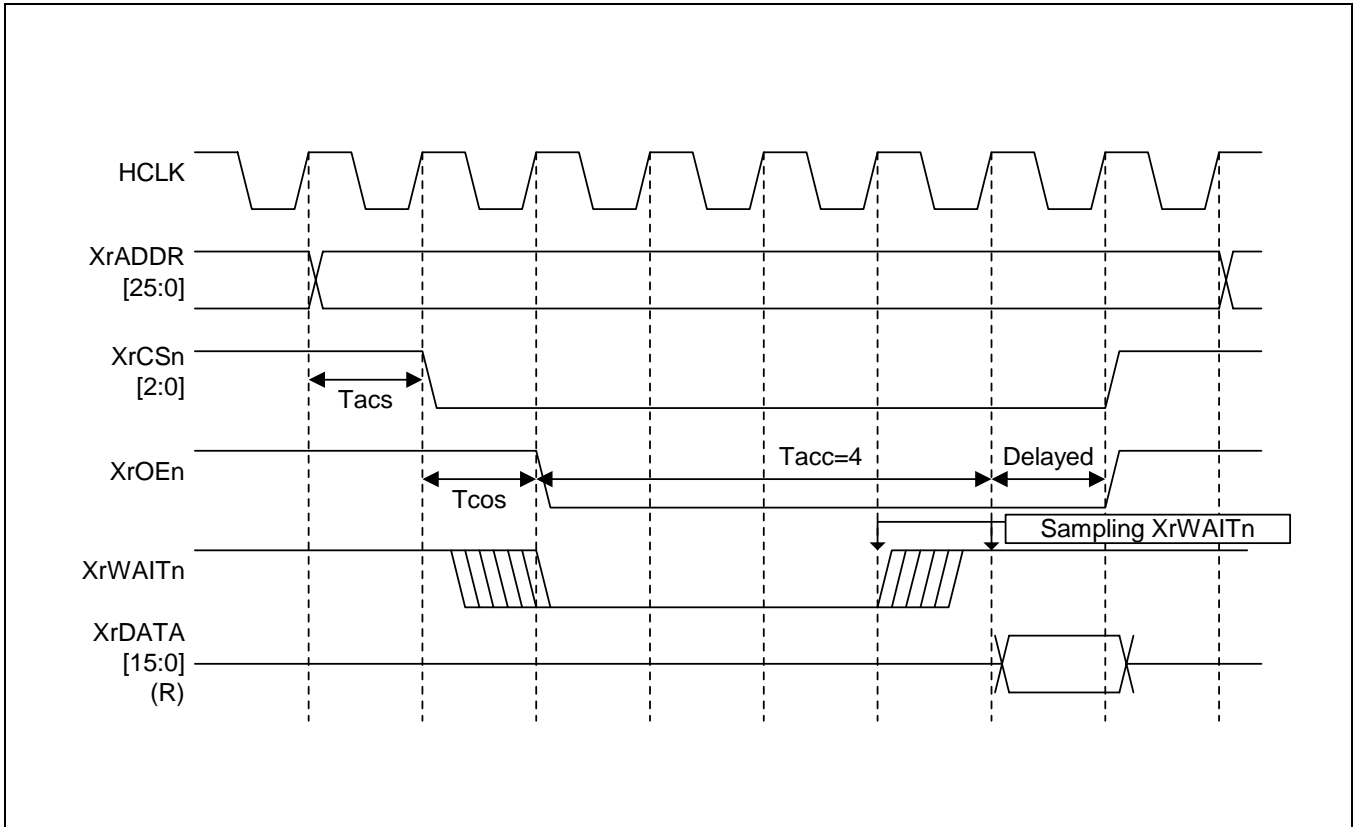 HCLK
XrADDR
[25:0]
XrCSn
[2:0]
Tacs
XrOEn
Tcos
Tacc=4
Delayed
Sampling XrWAITn
XrWAITn
XrDATA
[15:0]
(R)